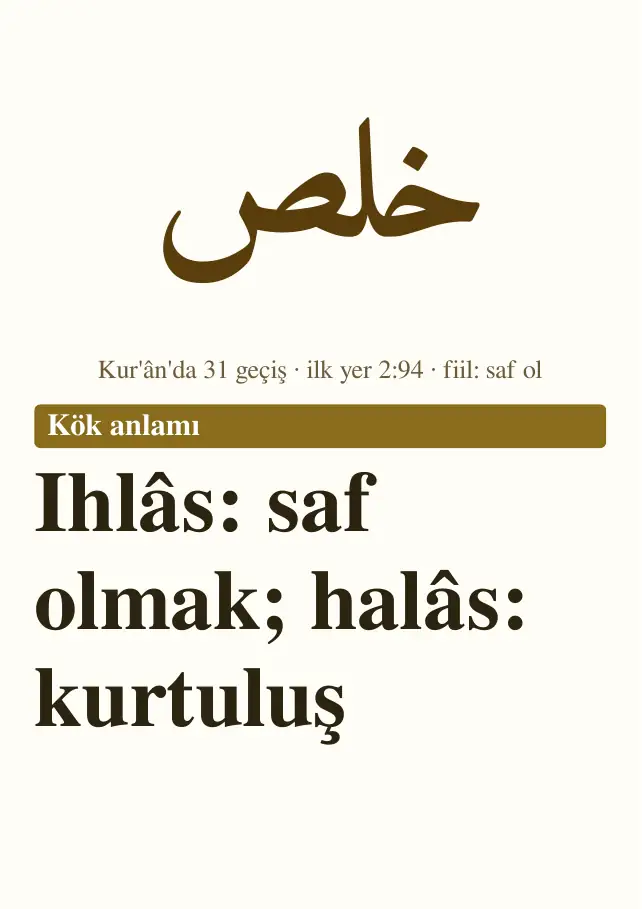 خلص
Kur'ân'da 31 geçiş · ilk yer 2:94 · fiil: saf ol
Kök anlamı
Ihlâs: saf
olmak; halâs:
kurtuluş